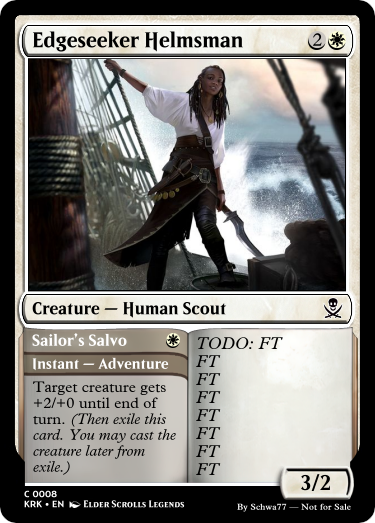 Edgeseeker Helmsman 2
Creature — Human Scout
Sailor's Salvo
Instant — Adventure
Target creature gets
+2/+0 until end of
turn. (Then exile this
card. You may cast the
creature later from
exile.)
TODO: FT
FT
FT
FT
FT
FT
FT
FT
3/2
C 0008
KRK • EN Elder Scrolls Legends
By Schwa77 — Not for Sale